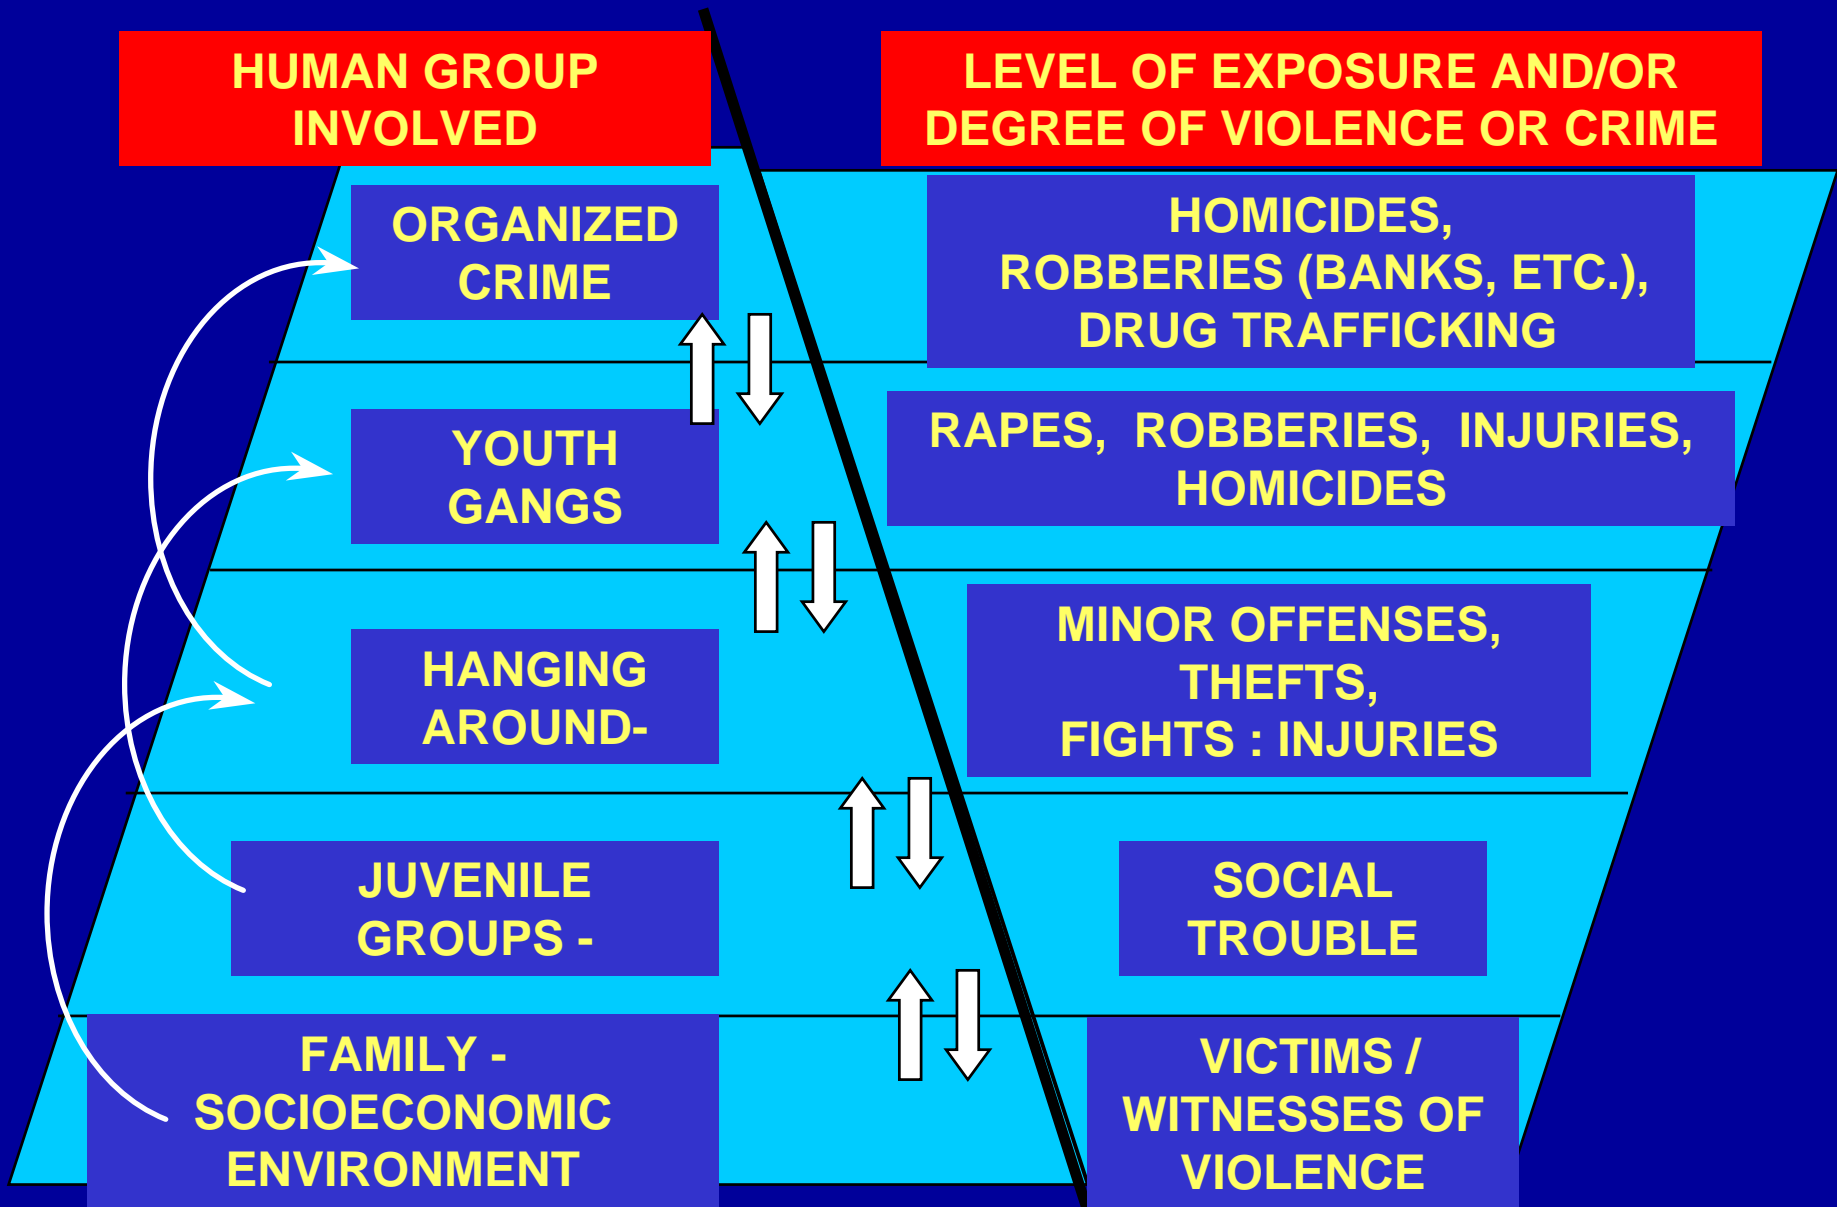 HUMAN GROUP
INVOLVED
LEVEL OF EXPOSURE AND/OR
DEGREE OF VIOLENCE OR CRIME
ORGANIZED
CRIME
HOMICIDES,
ROBBERIES (BANKS, ETC.),
DRUG TRAFFICKING
YOUTH
GANGS
RAPES, ROBBERIES, INJURIES,
HOMICIDES
HANGING
AROUND-
MINOR OFFENSES,
THEFTS,
FIGHTS : INJURIES
JUVENILE
GROUPS -
SOCIAL
TROUBLE
FAMILY -
SOCIOECONOMIC
ENVIRONMENT
VICTIMS /
WITNESSES OF
VIOLENCE